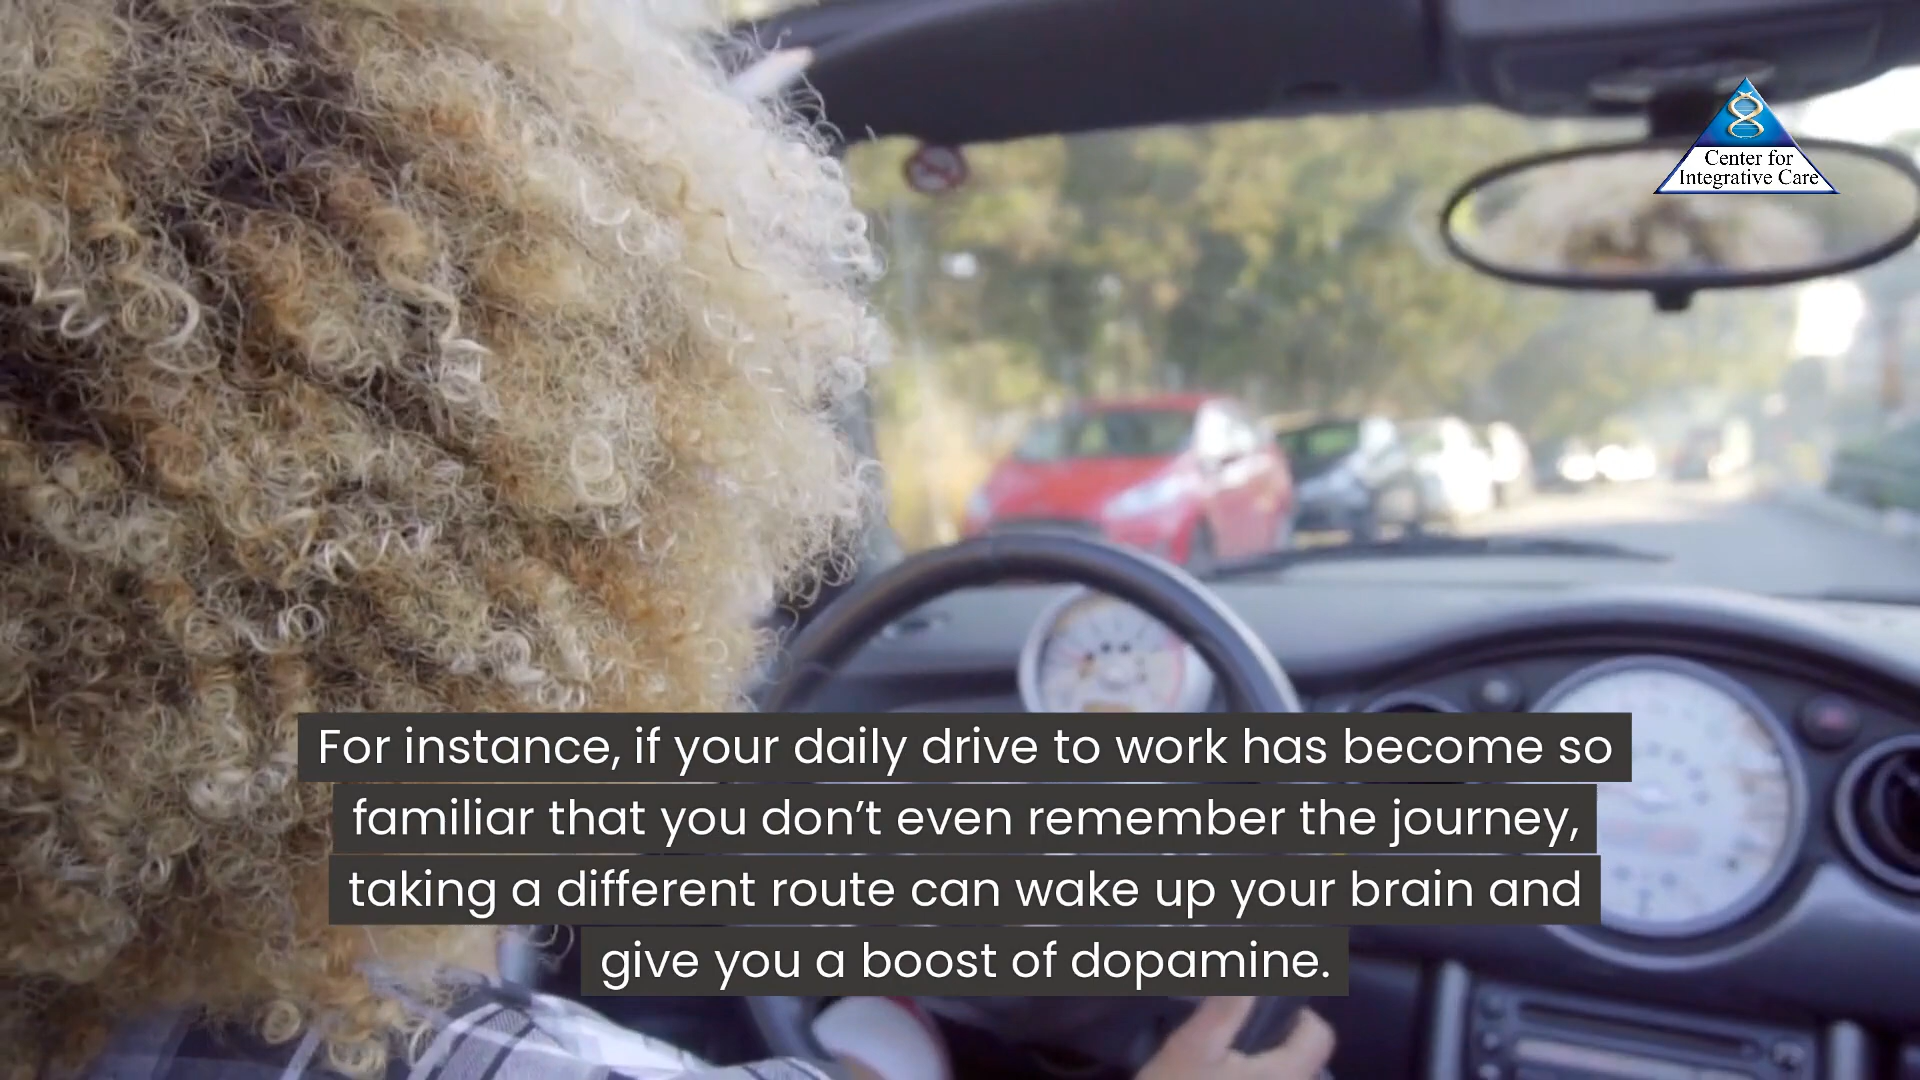 Center for
Integrative Care
For instance, if your daily drive to work has become so
familiar that you don’t even remember the journey,
taking a different route can wake up your brain and
give you a boost of dopamine.